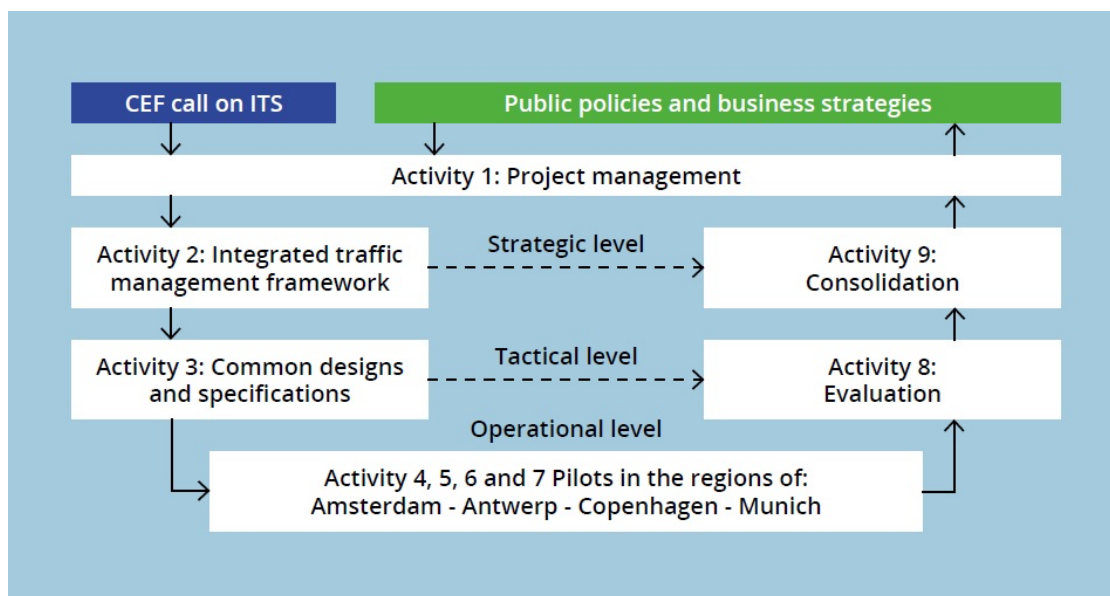 CEF call on ITS
Public policies and business strategies
Activity 1: Project management
Activity 2: Integrated traffic
management framework
Strategic level
Activity 9:
Consolidation
Activity 3: Common designs
and specifications
Tactical level
Activity 8:
Evaluation
Operational level
Activity 4, 5, 6 and 7 Pilots in the regions of:
Amsterdam - Antwerp - Copenhagen - Munich